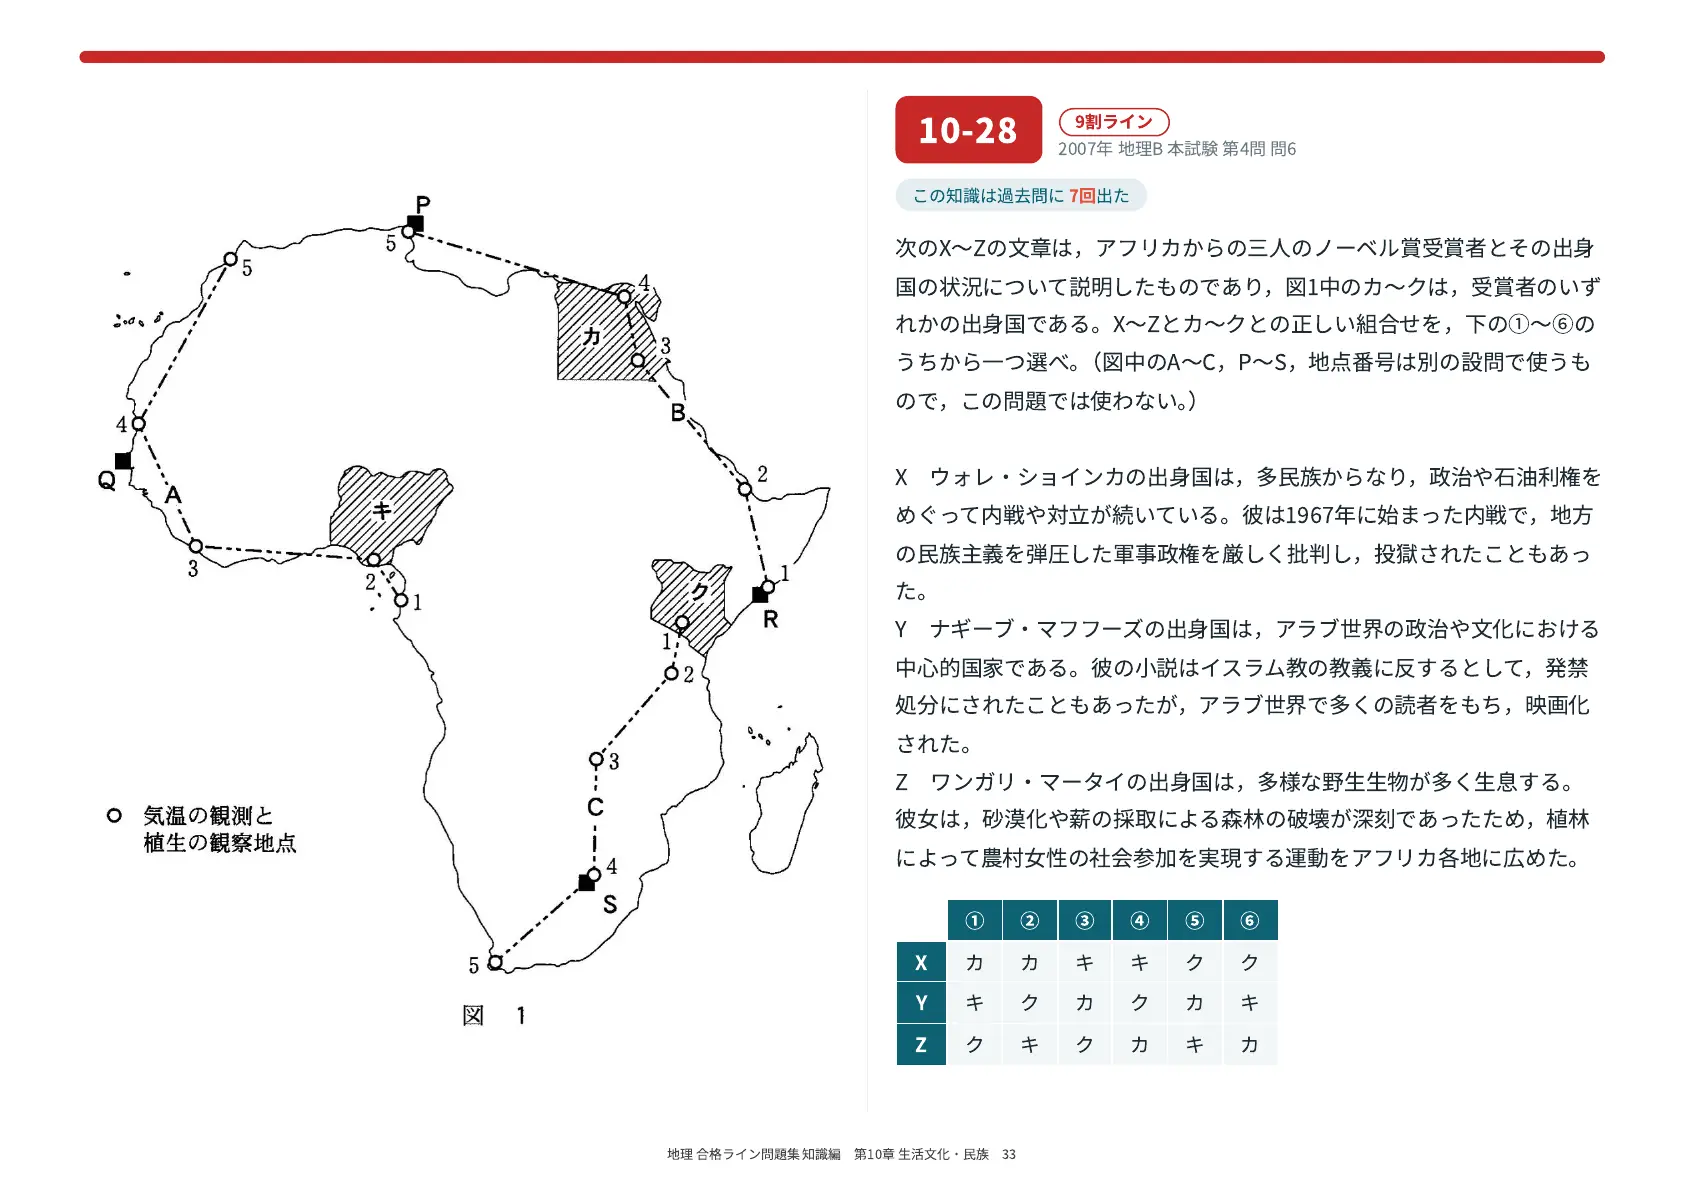 P
5
5
4
カ
3
B
4
Q
A
キ
2
3
2
1
ク
1
R
1
2
3
C
4
S
5
○ 気温の観測と
植生の観察地点
図 1
10-28
9割ライン
2007年 地理B 本試験 第4問 問6
この知識は過去問に 7回出た
次のX～Zの文章は，アフリカからの三人のノーベル賞受賞者とその出身
国の状況について説明したものであり，図1中のカ～クは，受賞者のいず
れかの出身国である。X～Zとカ～クとの正しい組合せを，下の①～⑥の
うちから一つ選べ。（図中のA～C，P～S，地点番号は別の設問で使うも
ので，この問題では使わない。）
X　ウォレ・ショインカの出身国は，多民族からなり，政治や石油利権を
めぐって内戦や対立が続いている。彼は1967年に始まった内戦で，地方
の民族主義を弾圧した軍事政権を厳しく批判し，投獄されたこともあっ
た。
Y　ナギーブ・マフフーズの出身国は，アラブ世界の政治や文化における
中心的国家である。彼の小説はイスラム教の教義に反するとして，発禁
処分にされたこともあったが，アラブ世界で多くの読者をもち，映画化
された。
Z　ワンガリ・マータイの出身国は，多様な野生生物が多く生息する。
彼女は，砂漠化や薪の採取による森林の破壊が深刻であったため，植林
によって農村女性の社会参加を実現する運動をアフリカ各地に広めた。
① ② ③ ④ ⑤ ⑥
X カ カ キ キ ク ク
Y キ ク カ ク カ キ
Z ク キ ク カ キ カ
地理 合格ライン問題集 知識編　第10章 生活文化・民族　33